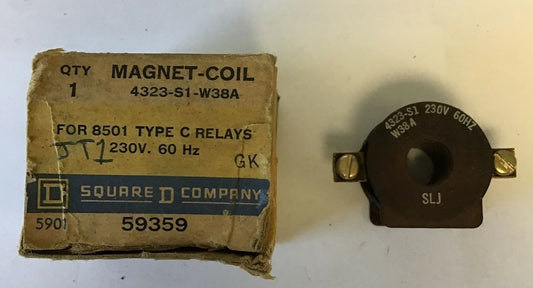 QTY MAGNET-COIL
1 4323-S1-W38A
FOR 8501 TYPE C RELAYS
JT1 230V. 60 Hz
GK
D SQUARE D COMPANY
5901 59359
4323-S1 230V 60HZ
W38A
SLJ